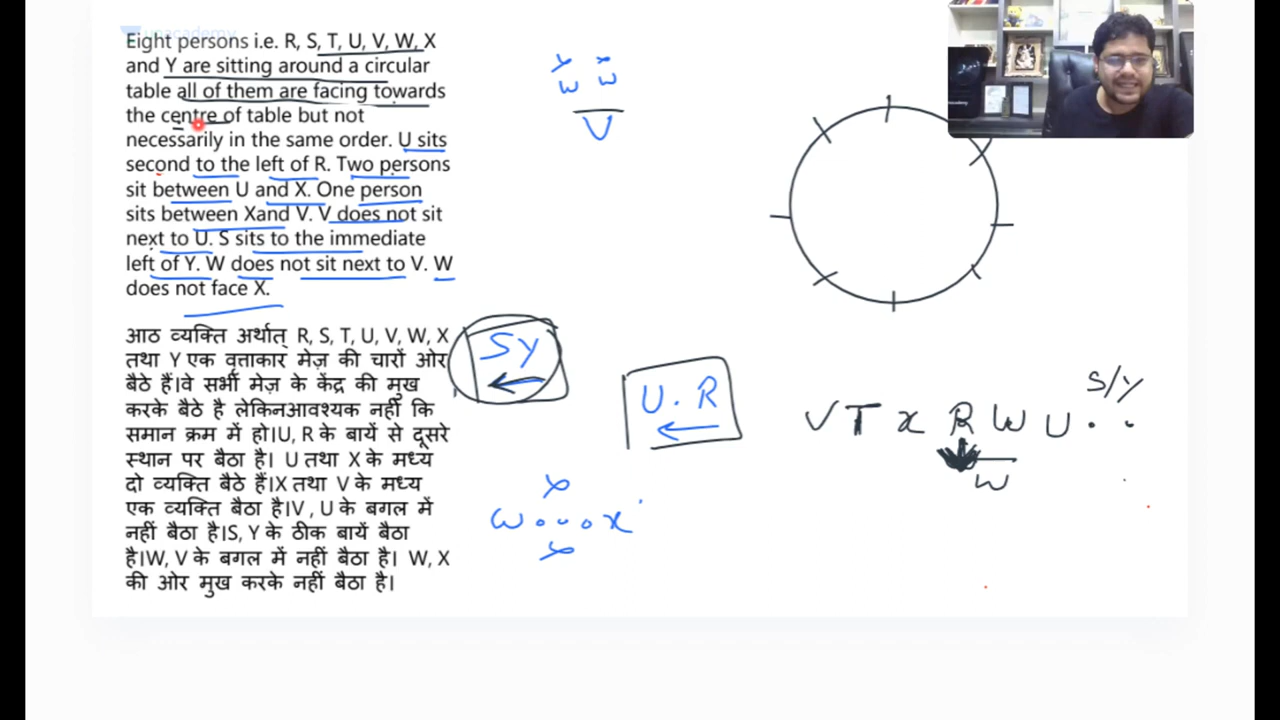 Eight persons i.e. R, S, T, U, V, W, X
and Y are sitting around a circular
table all of them are facing towards
the centre of table but not
necessarily in the same order. U sits
second to the left of R. Two persons
sit between U and X. One person
sits between Xand V. V does not sit
next to U. S sits to the immediate
left of Y. W does not sit next to V. W
does not face X.
आठ व्यक्ति अर्थात् R, S, T, U, V, W, X
तथा Y एक वृत्ताकार मेज़ की चारों ओर
बैठे हैं।वे सभी मेज़ के केंद्र की मुख
करके बैठे है लेकिनआवश्यक नहीं कि
समान क्रम में हो।U, R के बायें से दूसरे
स्थान पर बैठा है। U तथा X के मध्य
दो व्यक्ति बैठे हैं।X तथा V के मध्य
एक व्यक्ति बैठा है।V , U के बगल में
नहीं बैठा है।S, Y के ठीक बायें बैठा
है।W, V के बगल में नहीं बैठा है। W, X
की ओर मुख करके नहीं बैठा है।
W W
V
S Y
U . R
W o o o x
V T x R W U . .
S/Y
W